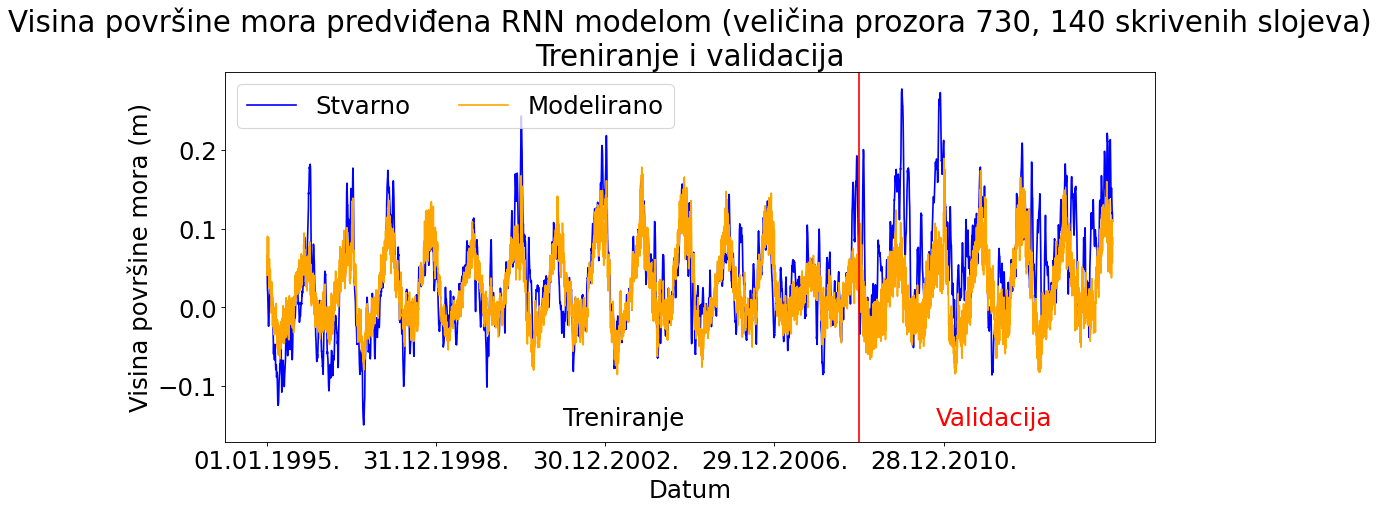 Visina površine mora predviđena RNN modelom (veličina prozora 730, 140 skrivenih slojeva)
Treniranje i validacija
Stvarno
Modelirano
Visina površine mora (m)
0.2
0.1
0.0
−0.1
Treniranje
Validacija
01.01.1995.
31.12.1998.
30.12.2002.
29.12.2006.
28.12.2010.
Datum